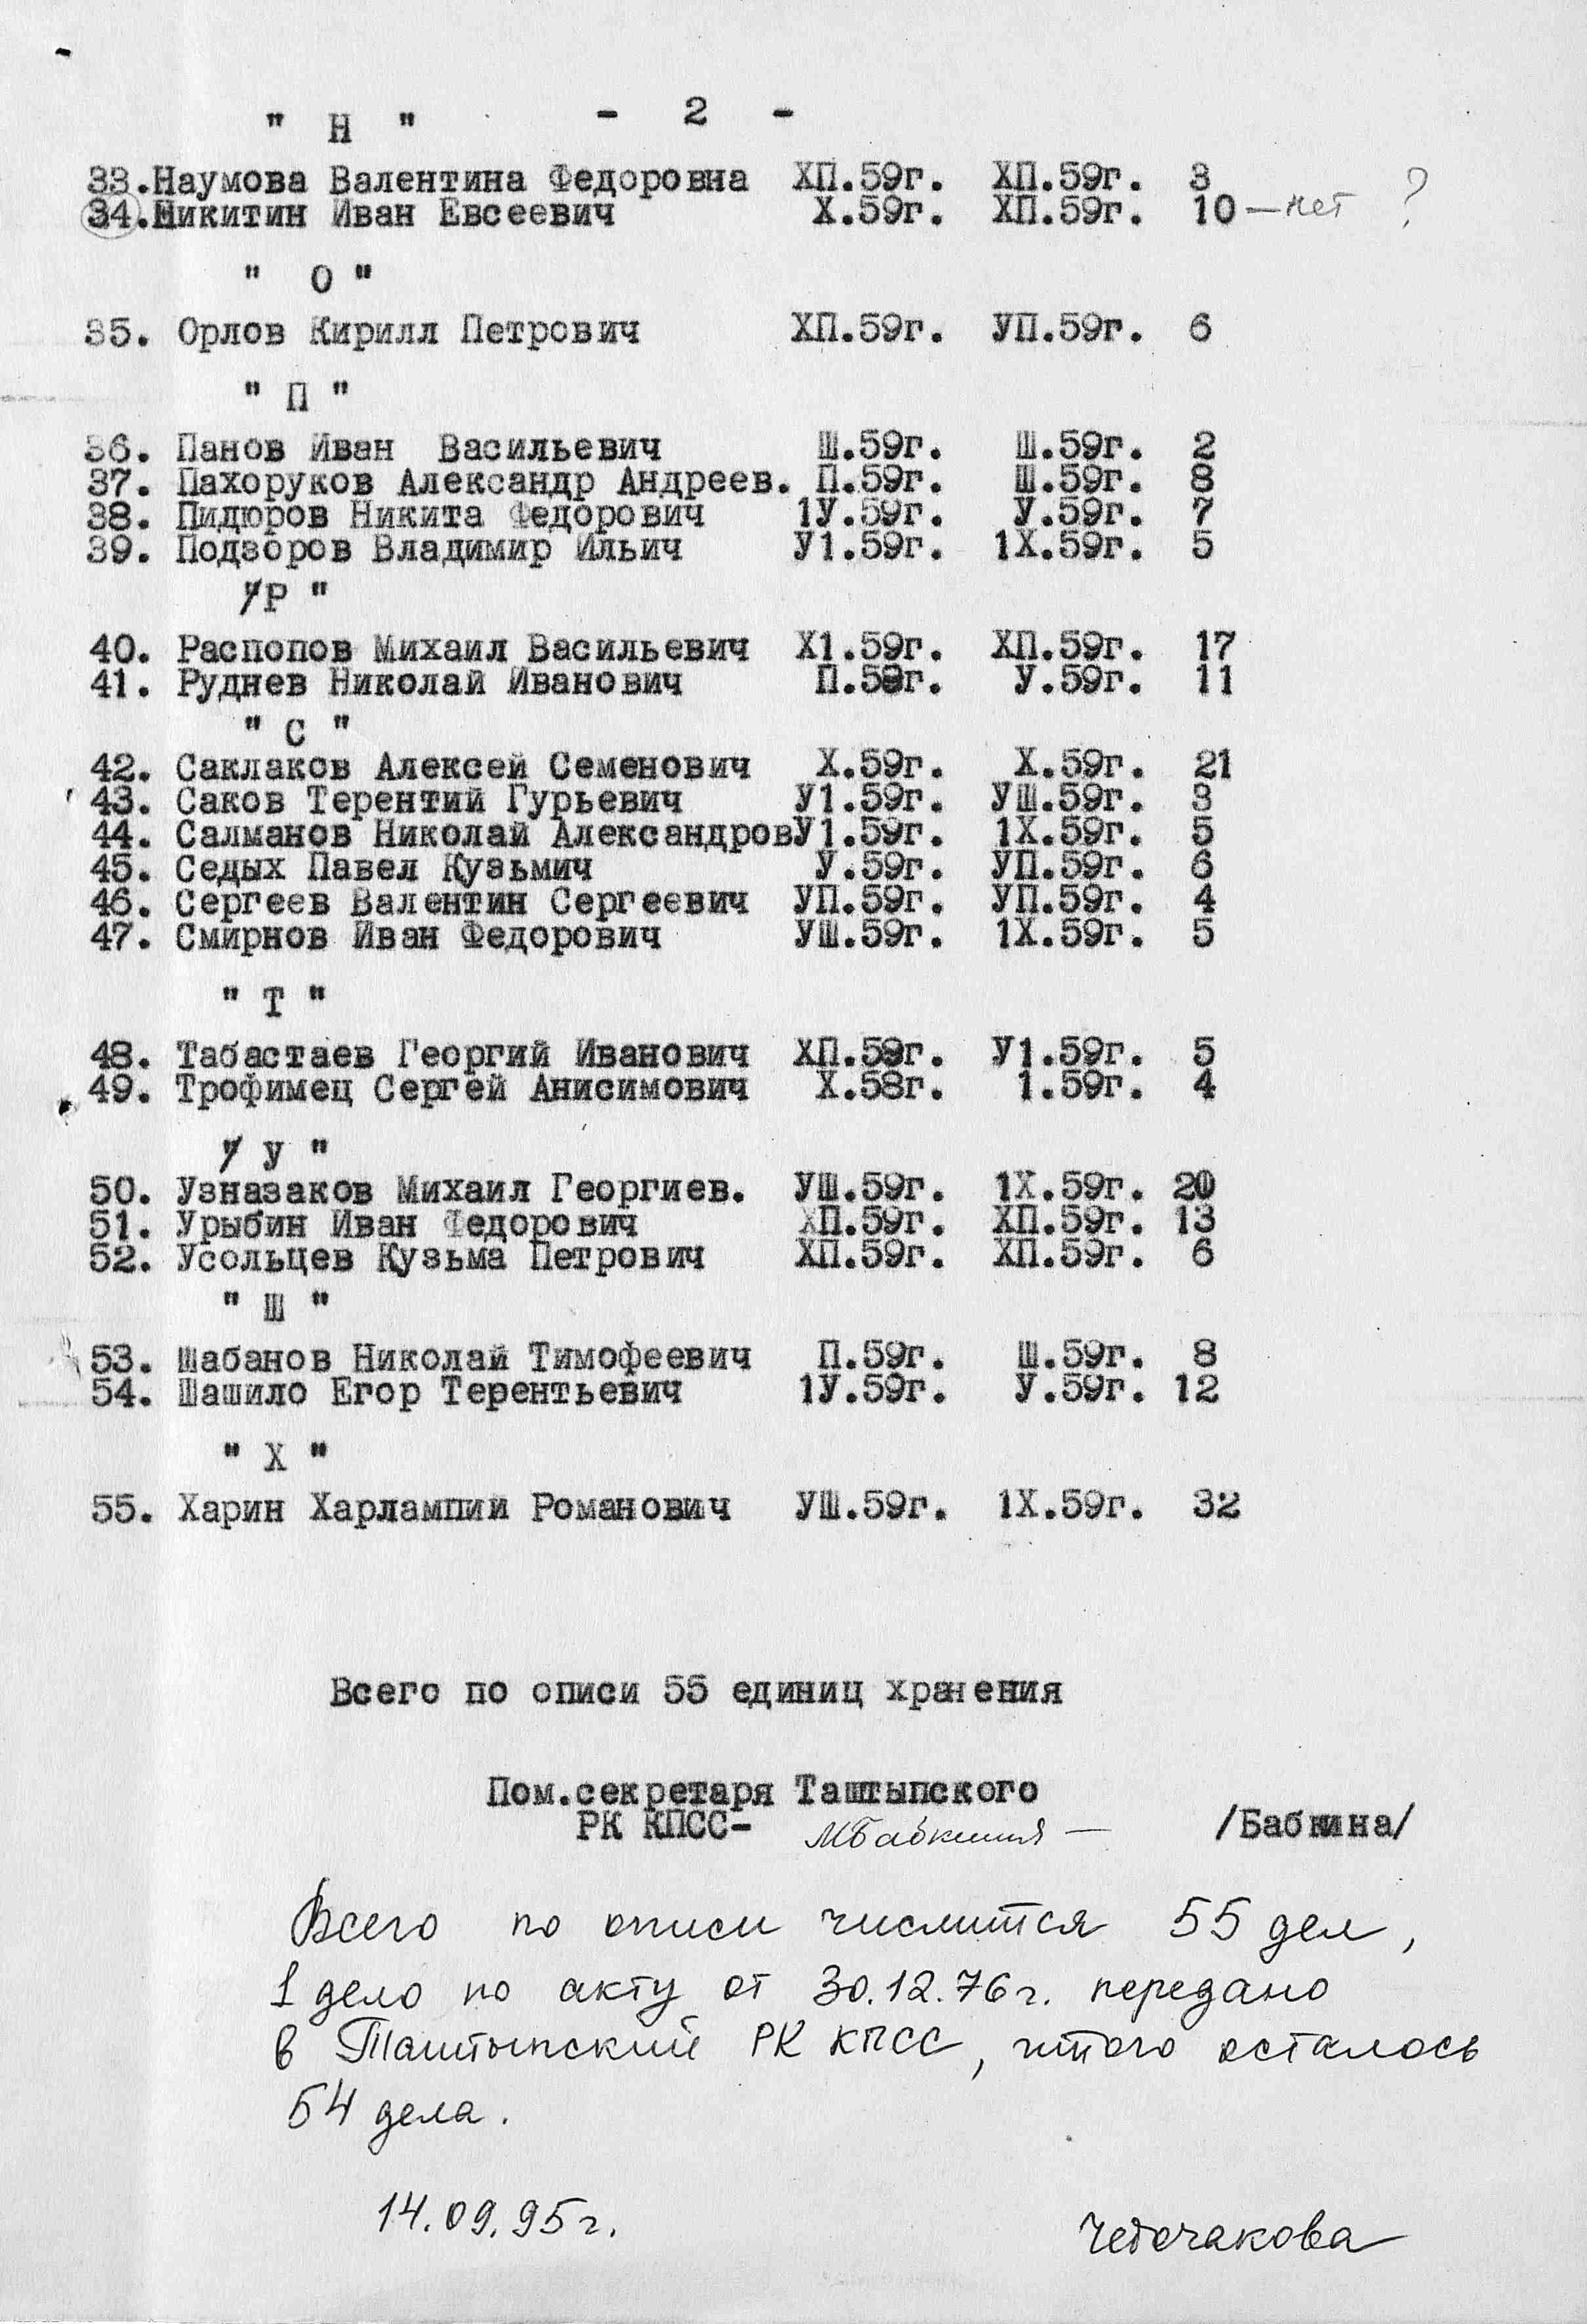 " Н "   - 2 -
33.Наумова Валентина Федоровна ХП.59г. ХП.59г. 3
34.Никитин Иван Евсеевич Х.59г. ХП.59г. 10 – нет ?
" О "
35. Орлов Кирилл Петрович ХП.59г. УП.59г. 6
" П "
36. Панов Иван Васильевич Ш.59г. Ш.59г. 2
37. Пахоруков Александр Андреев. П.59г. Ш.59г. 8
38. Пидюров Никита Федорович 1У.59г. У.59г. 7
39. Подзоров Владимир Ильич У1.59г. 1Х.59г. 5
"Р "
40. Распопов Михаил Васильевич Х1.59г. ХП.59г. 17
41. Руднев Николай Иванович П.59г. У.59г. 11
" С "
42. Саклаков Алексей Семенович Х.59г. Х.59г. 21
43. Саков Терентий Гурьевич У1.59г. УШ.59г. 3
44. Салманов Николай АлександровУ1.59г. 1Х.59г. 5
45. Седых Павел Кузьмич У.59г. УП.59г. 6
46. Сергеев Валентин Сергеевич УП.59г. УП.59г. 4
47. Смирнов Иван Федорович УШ.59г. 1Х.59г. 5
" Т "
48. Табастаев Георгий Иванович ХП.59г. У1.59г. 5
49. Трофимец Сергей Анисимович Х.58г. 1.59г. 4
" У "
50. Узназаков Михаил Георгиев. УШ.59г. 1Х.59г. 20
51. Урыбин Иван Федорович ХП.59г. ХП.59г. 13
52. Усольцев Кузьма Петрович ХП.59г. ХП.59г. 6
" Ш "
53. Шабанов Николай Тимофеевич П.59г. Ш.59г. 8
54. Шашило Егор Терентьевич 1У.59г. У.59г. 12
" Х "
55. Харин Харлампий Романович УШ.59г. 1Х.59г. 32
Всего по описи 55 единиц хранения
Пом.секретаря Таштыпского
РК КПСС- МБабкина – /Бабкина/
Всего по описи числится 55 дел,
1 дело по акту от 30.12.76г. передано
в Таштыпский РК КПСС, итого осталось
54 дела.
14.09.95г. Чебочакова